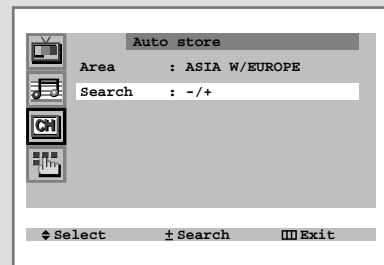 Auto store
Area : ASIA W/EUROPE
Search : -/+
CH
Select ± Search Exit